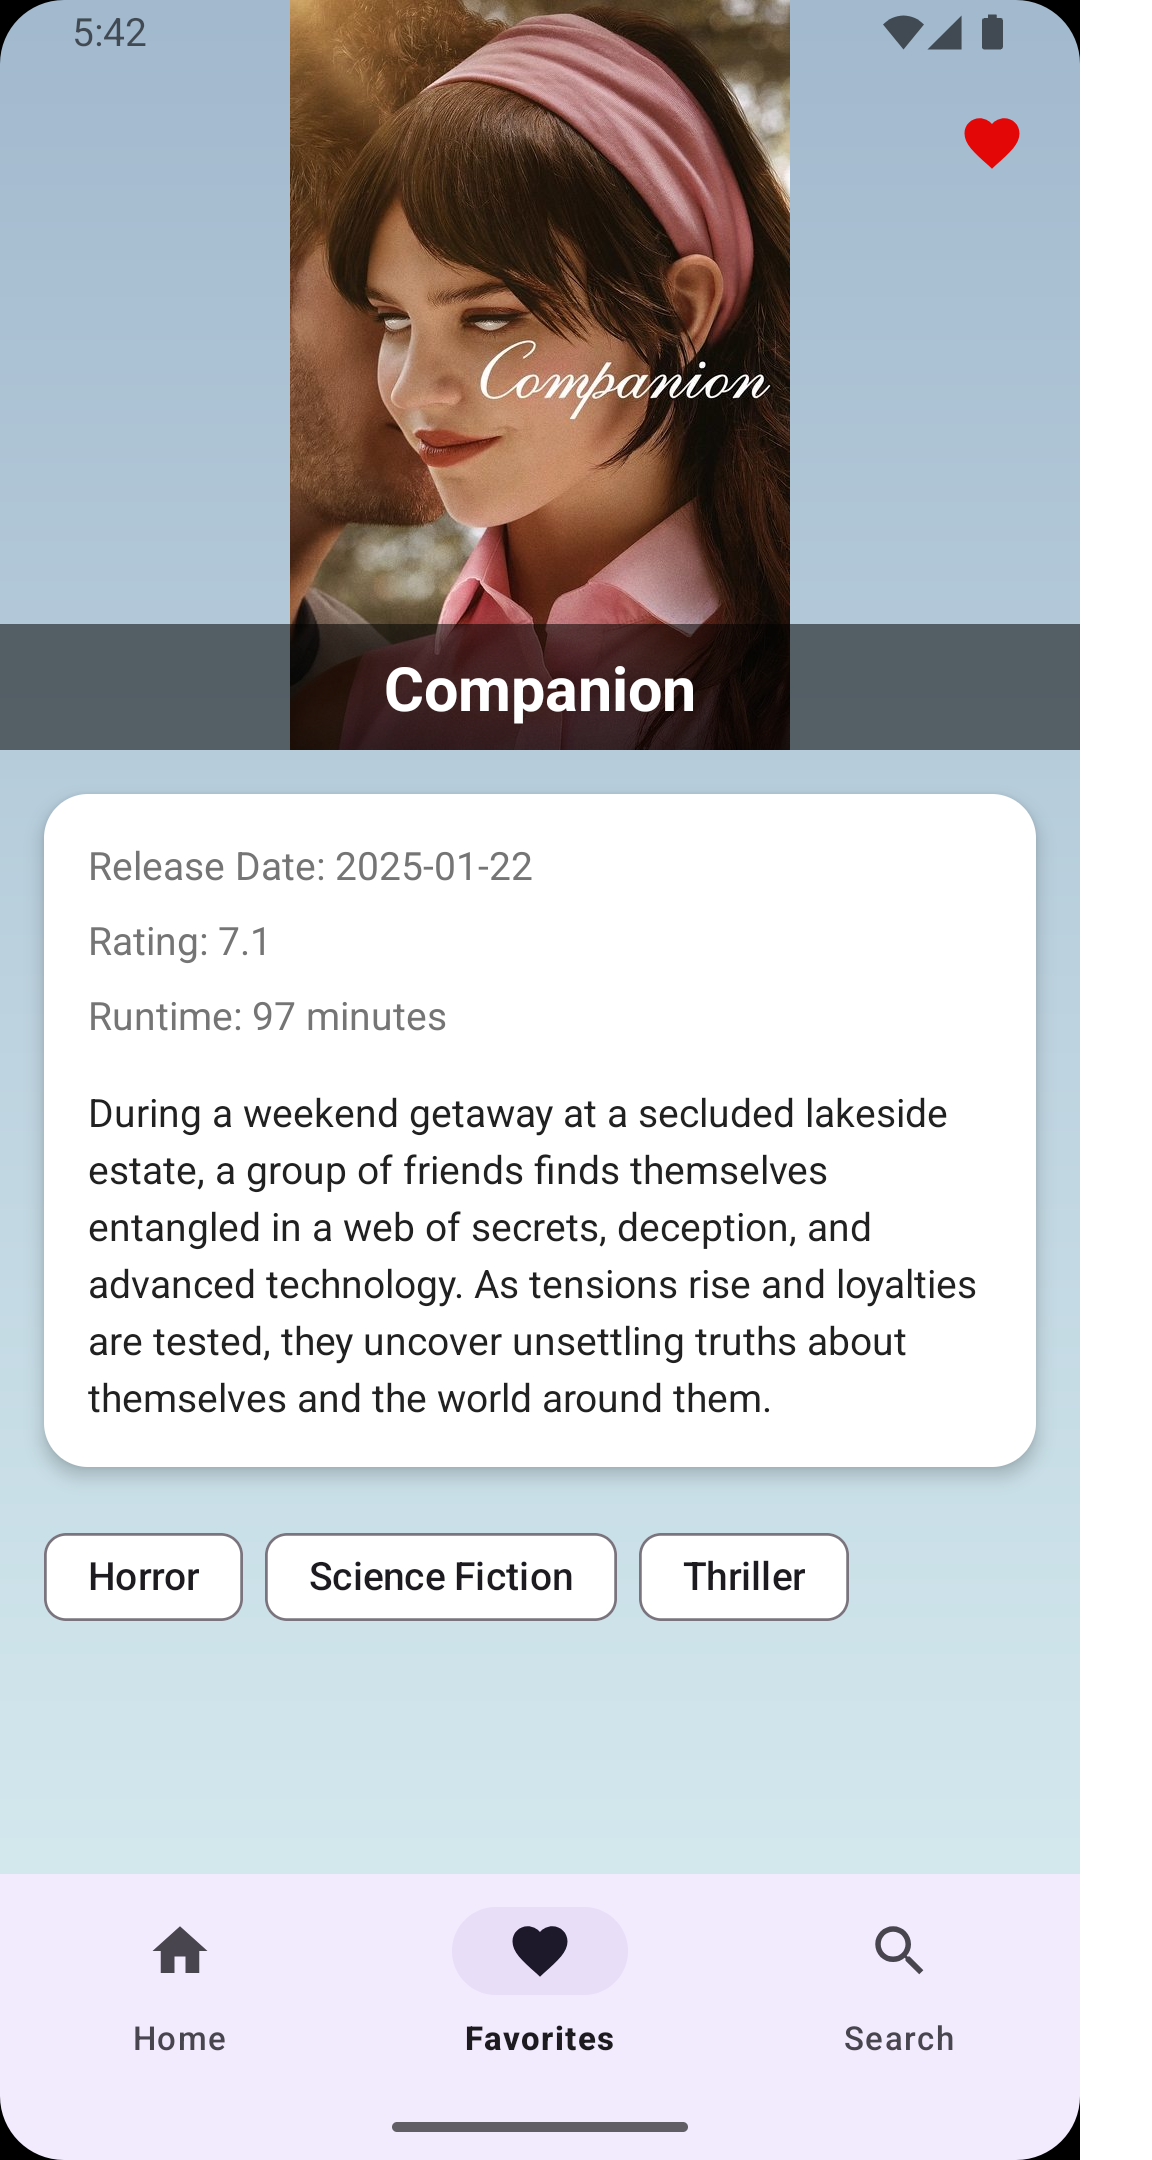 5:42
Companion
Companion
Release Date: 2025-01-22
Rating: 7.1
Runtime: 97 minutes
During a weekend getaway at a secluded lakeside
estate, a group of friends finds themselves
entangled in a web of secrets, deception, and
advanced technology. As tensions rise and loyalties
are tested, they uncover unsettling truths about
themselves and the world around them.
Horror Science Fiction Thriller
Home Favorites Search